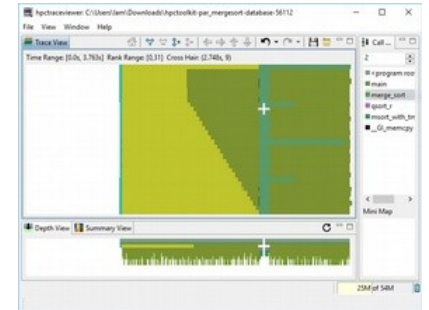 hpctraceviewer: C:\Users\lam\Downloads\hpctoolkit-par_mergesort-database-56112
File View Window Help
Trace View
Time Range: [0.0s, 3.763s] Rank Range: [0,31] Cross Hair: (2.748s, 9)
Call ...
2
<program roo
main
merge_sort
qsort_r
msort_with_tm
__GI_memcpy
Mini Map
Depth View Summary View
25M of 54M